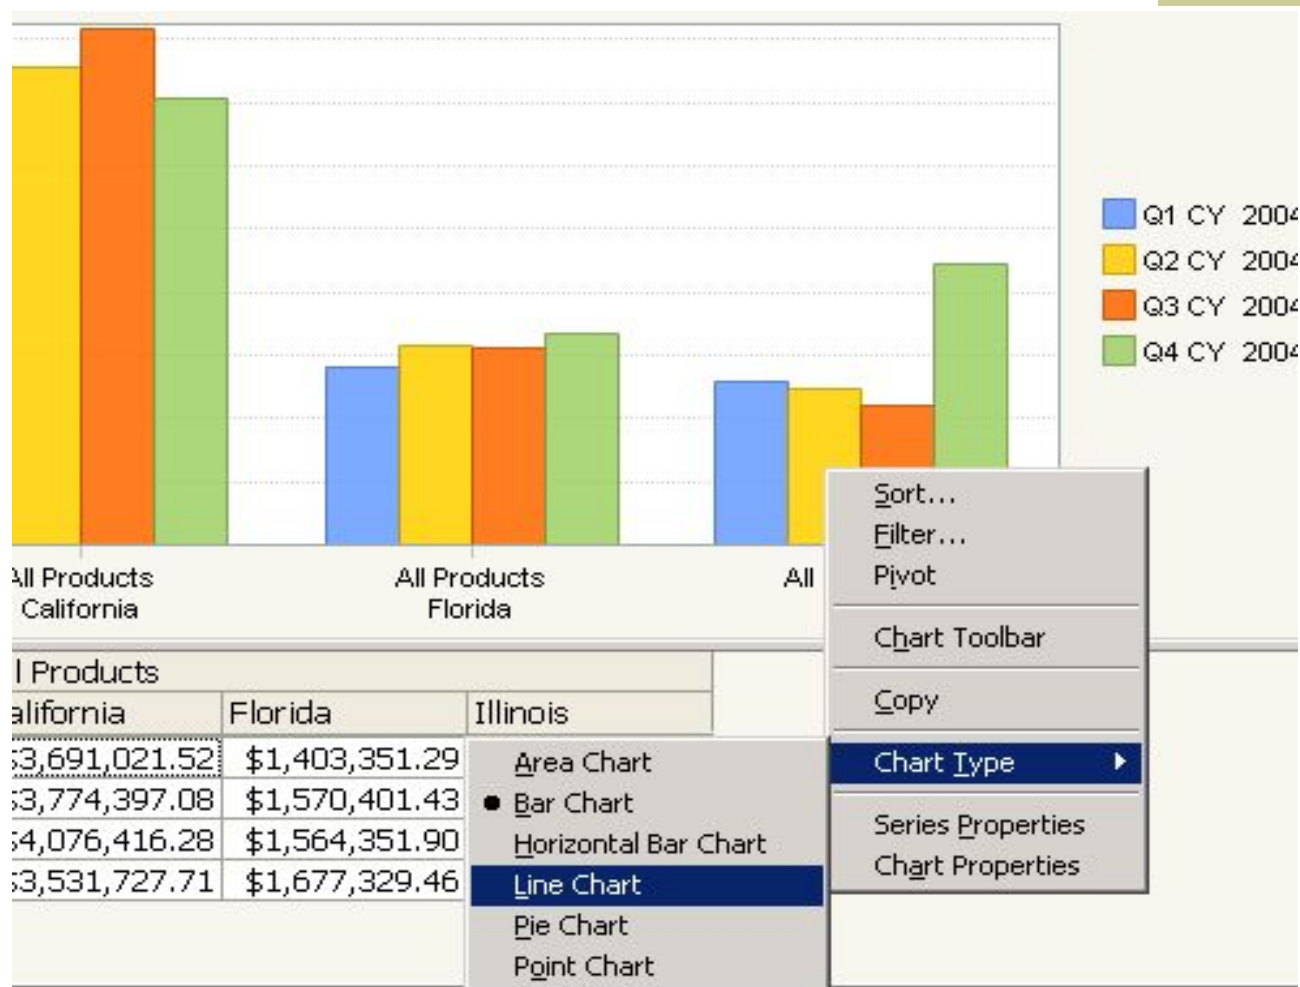 Q1 CY 2004
Q2 CY 2004
Q3 CY 2004
Q4 CY 2004
All Products
California
All Products
Florida
All
Sort...
Filter...
Pivot
Chart Toolbar
Copy
Chart Type
Series Properties
Chart Properties
l Products
alifornia Florida Illinois
$3,691,021.52 $1,403,351.29
$3,774,397.08 $1,570,401.43
$4,076,416.28 $1,564,351.90
$3,531,727.71 $1,677,329.46
Area Chart
Bar Chart
Horizontal Bar Chart
Line Chart
Pie Chart
Point Chart